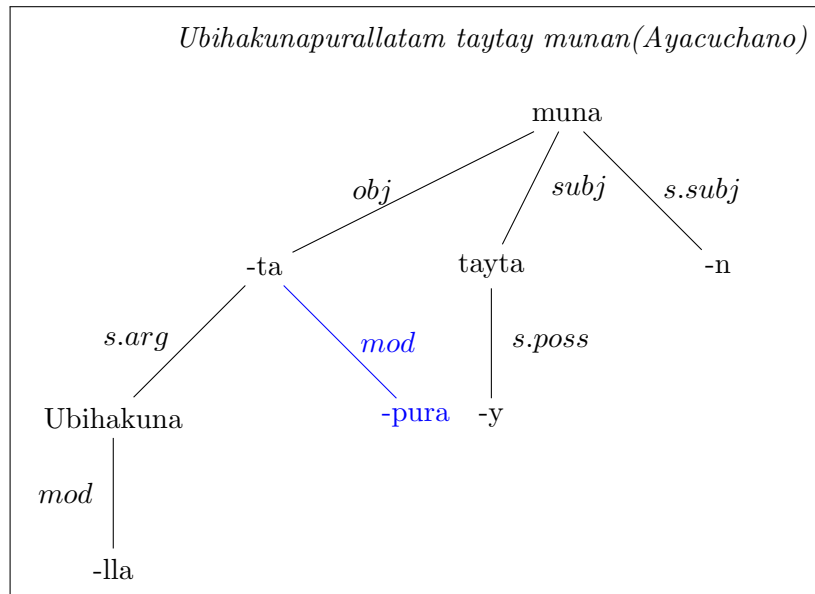 Ubihakunapurallatam taytay munan(Ayacuchano)
muna
obj subj s.subj
-ta tayta -n
s.arg mod s.poss
Ubihakuna -pura -y
mod
-lla